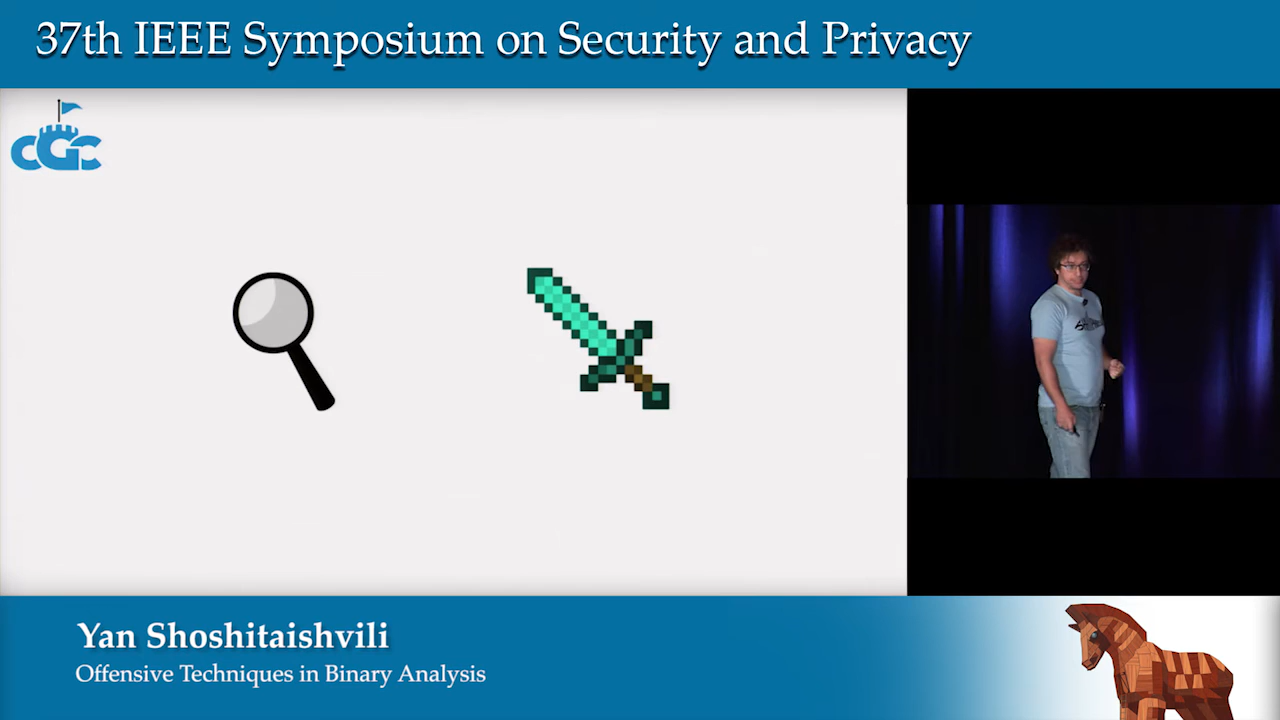 37th IEEE Symposium on Security and Privacy
CGC
Yan Shoshitaishvili
Offensive Techniques in Binary Analysis